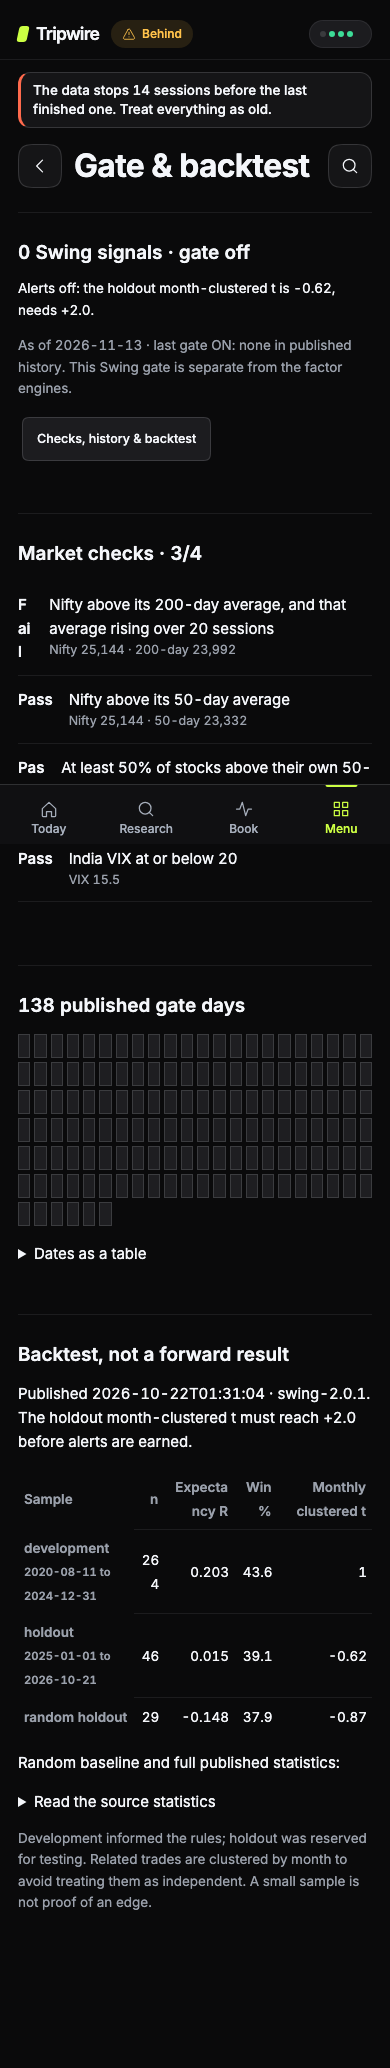 Tripwire
Behind
The data stops 14 sessions before the last
finished one. Treat everything as old.
Gate & backtest
0 Swing signals · gate off
Alerts off: the holdout month-clustered t is -0.62,
needs +2.0.
As of 2026-11-13 · last gate ON: none in published
history. This Swing gate is separate from the factor
engines.
Checks, history & backtest
Market checks · 3/4
F
ai
l
Nifty above its 200-day average, and that
average rising over 20 sessions
Nifty 25,144 · 200-day 23,992
Pass
Nifty above its 50-day average
Nifty 25,144 · 50-day 23,332
Pas
At least 50% of stocks above their own 50-
Today
Research
Book
Menu
Pass
India VIX at or below 20
VIX 15.5
138 published gate days
Dates as a table
Backtest, not a forward result
Published 2026-10-22T01:31:04 · swing-2.0.1.
The holdout month-clustered t must reach +2.0
before alerts are earned.
Sample
n
Expecta
ncy R
Win
%
Monthly
clustered t
development
2020-08-11 to
2024-12-31
26
4
0.203
43.6
1
holdout
2025-01-01 to
2026-10-21
46
0.015
39.1
-0.62
random holdout
29
-0.148
37.9
-0.87
Random baseline and full published statistics:
Read the source statistics
Development informed the rules; holdout was reserved
for testing. Related trades are clustered by month to
avoid treating them as independent. A small sample is
not proof of an edge.